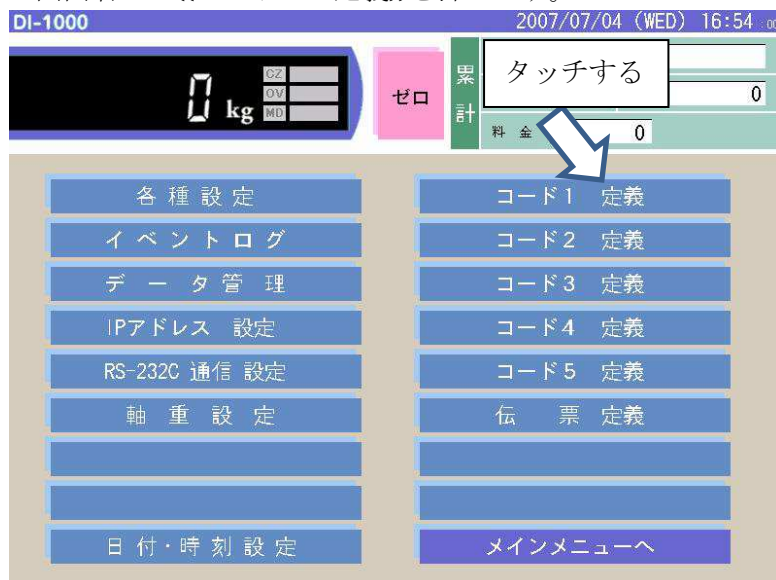 DI-1000 2007/07/04 (WED) 16:54 :00
0 kg
CZ
OV
MD
ゼロ
累計
タッチする
0
料金 0
各種設定 コード1 定義
イベントログ コード2 定義
データ管理 コード3 定義
IPアドレス 設定 コード4 定義
RS-232C 通信 設定 コード5 定義
軸重設定 伝票 定義
日付・時刻設定 メインメニューへ